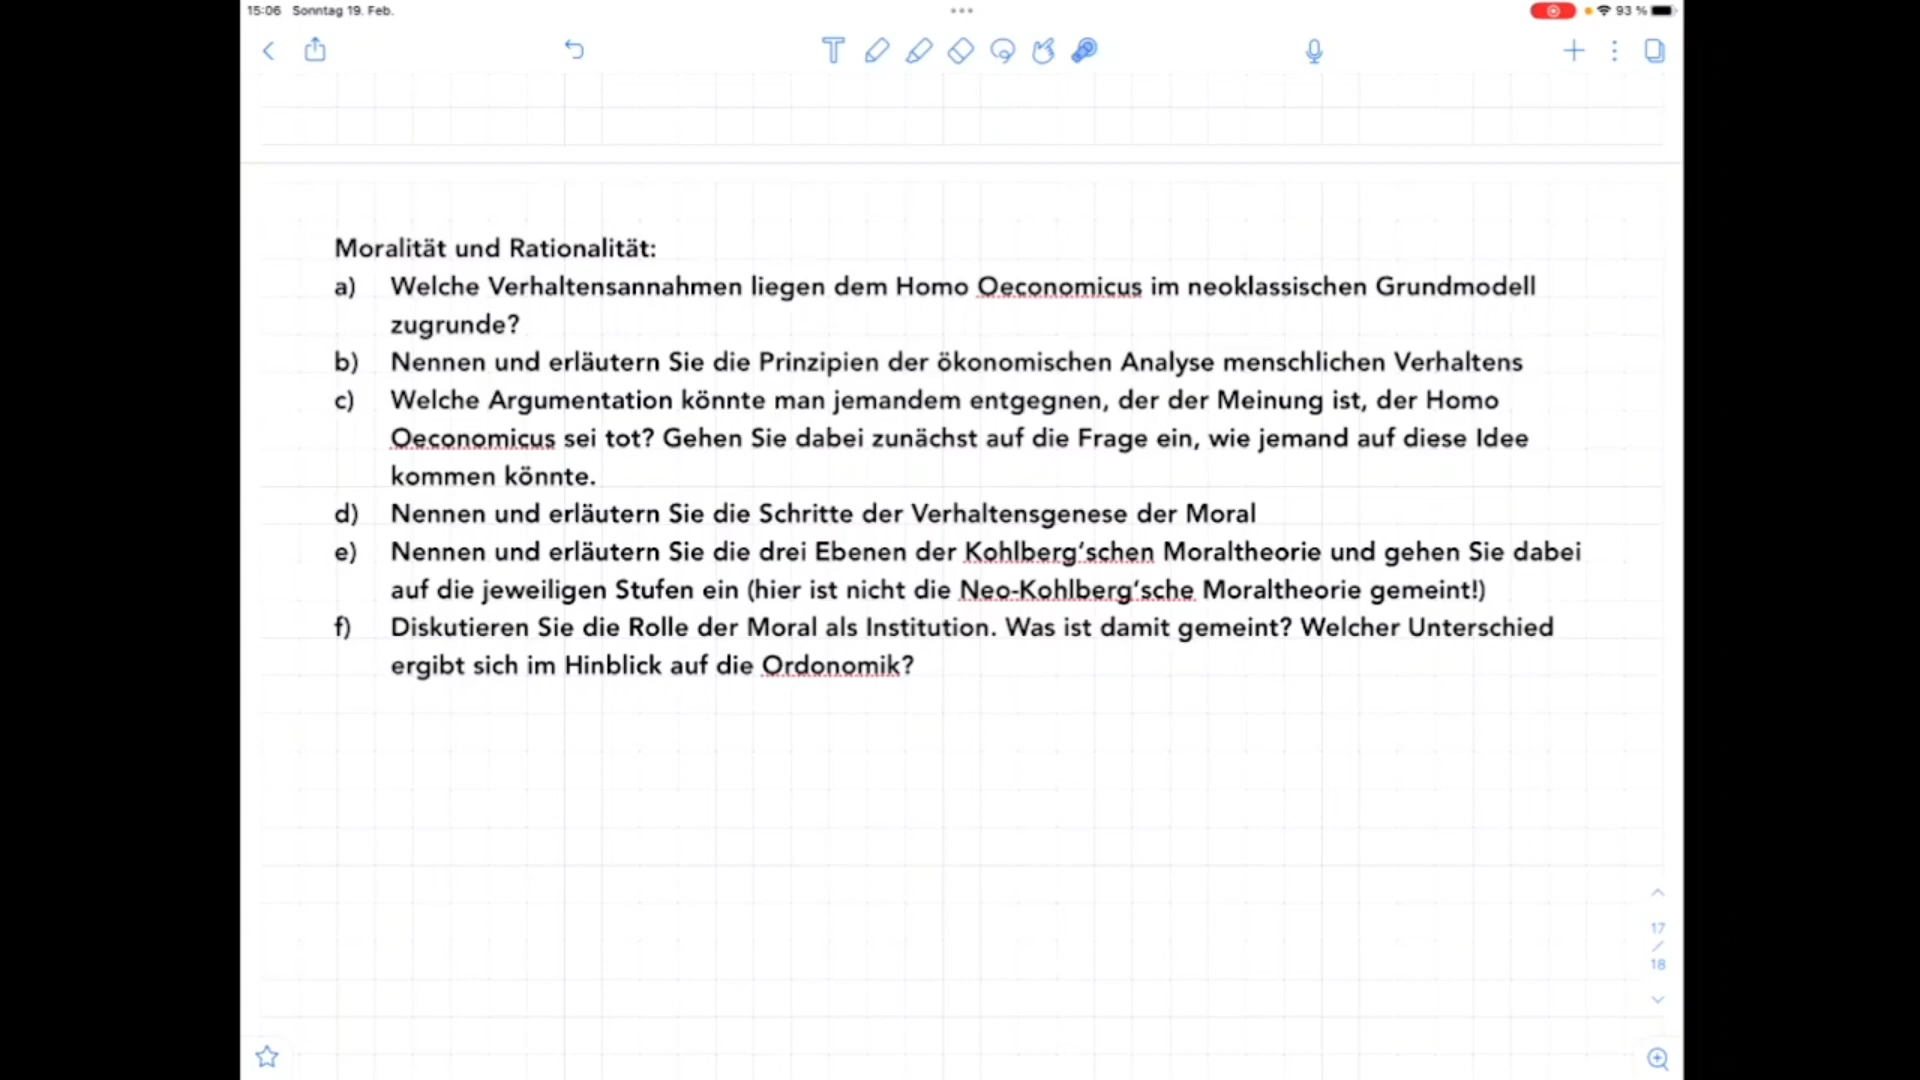 15:06 Sonntag 19. Feb.
93 %
Moralität und Rationalität:
a) Welche Verhaltensannahmen liegen dem Homo Oeconomicus im neoklassischen Grundmodell
zugrunde?
b) Nennen und erläutern Sie die Prinzipien der ökonomischen Analyse menschlichen Verhaltens
c) Welche Argumentation könnte man jemandem entgegnen, der der Meinung ist, der Homo
Oeconomicus sei tot? Gehen Sie dabei zunächst auf die Frage ein, wie jemand auf diese Idee
kommen könnte.
d) Nennen und erläutern Sie die Schritte der Verhaltensgenese der Moral
e) Nennen und erläutern Sie die drei Ebenen der Kohlberg’schen Moraltheorie und gehen Sie dabei
auf die jeweiligen Stufen ein (hier ist nicht die Neo-Kohlberg’sche Moraltheorie gemeint!)
f) Diskutieren Sie die Rolle der Moral als Institution. Was ist damit gemeint? Welcher Unterschied
ergibt sich im Hinblick auf die Ordonomik?
17
/
18